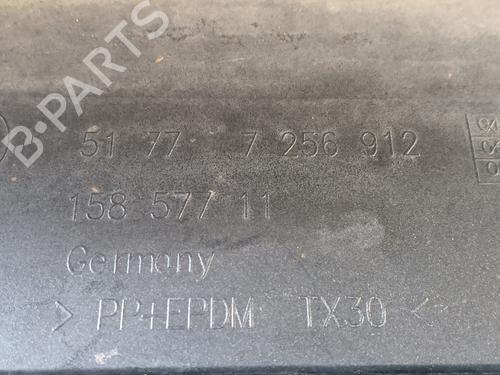 B-PARTS
51 77 7 256 912
158 577 11
Germany
> PP+EPDM TX30 <